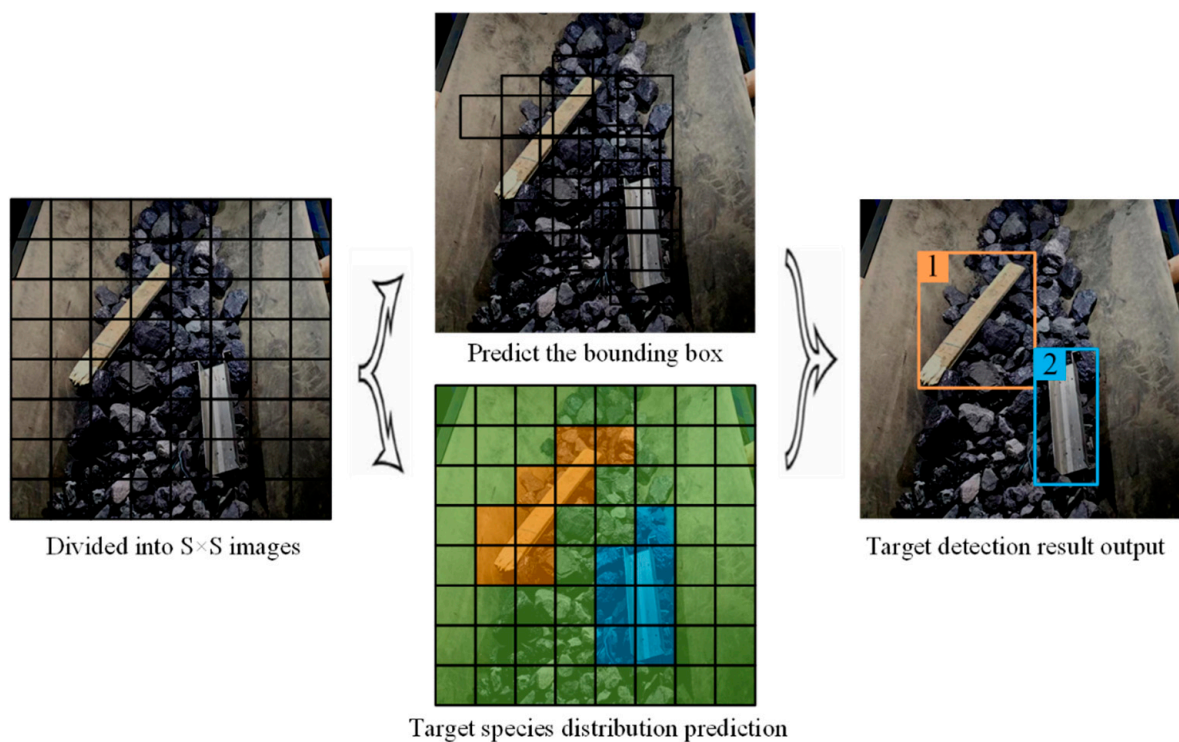 Divided into S×S images
Predict the bounding box
Target species distribution prediction
1
2
Target detection result output